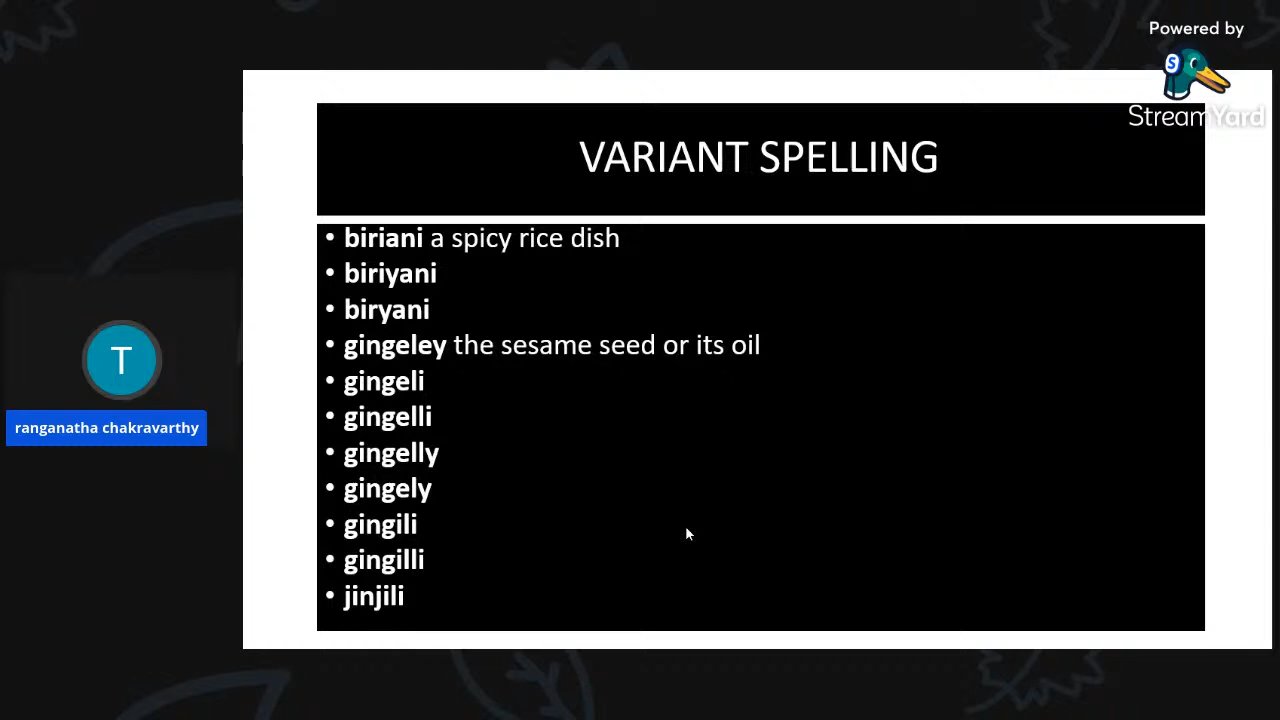 Powered by
StreamYard
VARIANT SPELLING
• biriani a spicy rice dish
• biriyani
• biryani
• gingeley the sesame seed or its oil
• gingeli
• gingelli
• gingelly
• gingely
• gingili
• gingilli
• jinjili
T
ranganatha chakravarthy